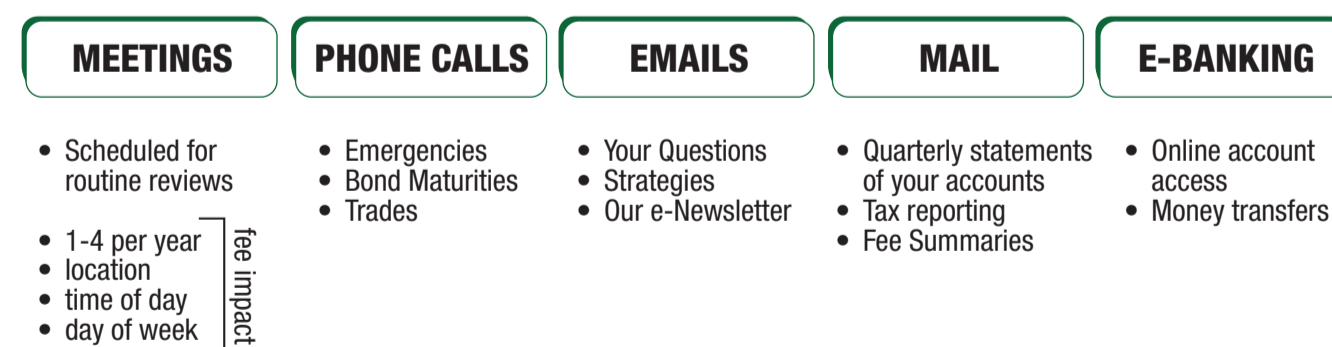 MEETINGS
• Scheduled for
routine reviews
• 1-4 per year
• location
• time of day
• day of week
fee impact
PHONE CALLS
• Emergencies
• Bond Maturities
• Trades
EMAILS
• Your Questions
• Strategies
• Our e-Newsletter
MAIL
• Quarterly statements
of your accounts
• Tax reporting
• Fee Summaries
E-BANKING
• Online account
access
• Money transfers